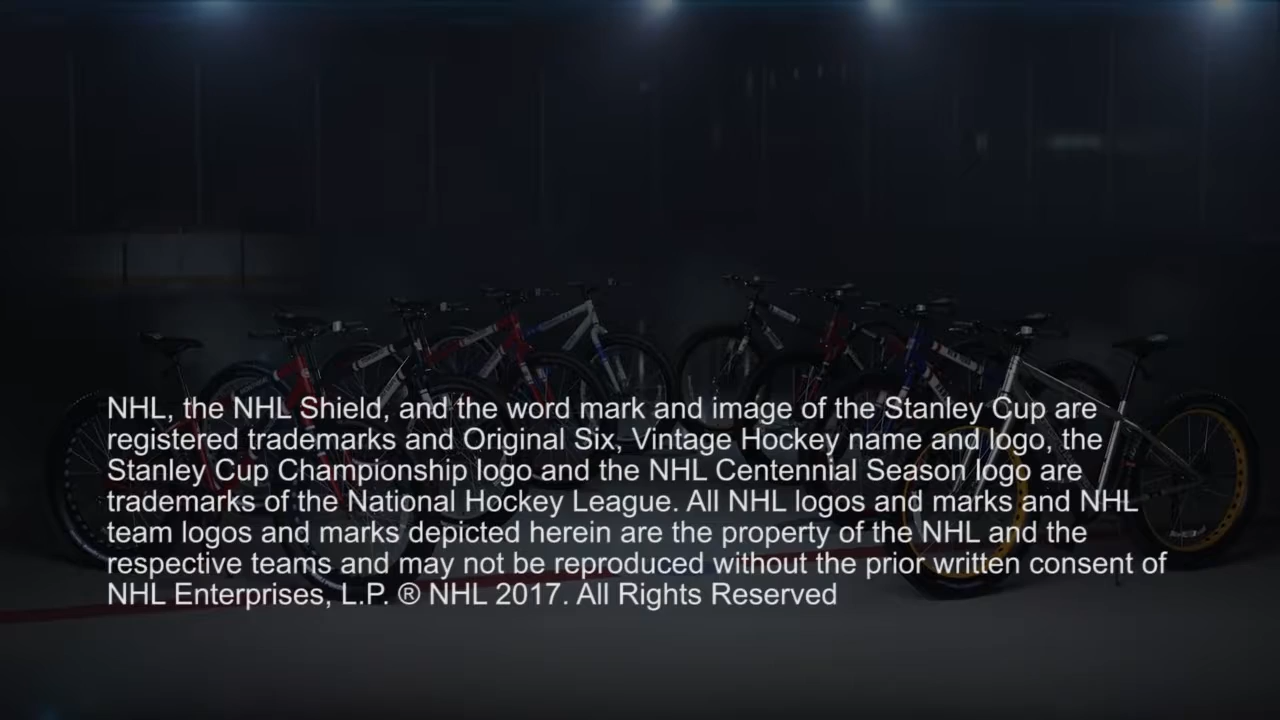 NHL, the NHL Shield, and the word mark and image of the Stanley Cup are
registered trademarks and Original Six, Vintage Hockey name and logo, the
Stanley Cup Championship logo and the NHL Centennial Season logo are
trademarks of the National Hockey League. All NHL logos and marks and NHL
team logos and marks depicted herein are the property of the NHL and the
respective teams and may not be reproduced without the prior written consent of
NHL Enterprises, L.P. ® NHL 2017. All Rights Reserved